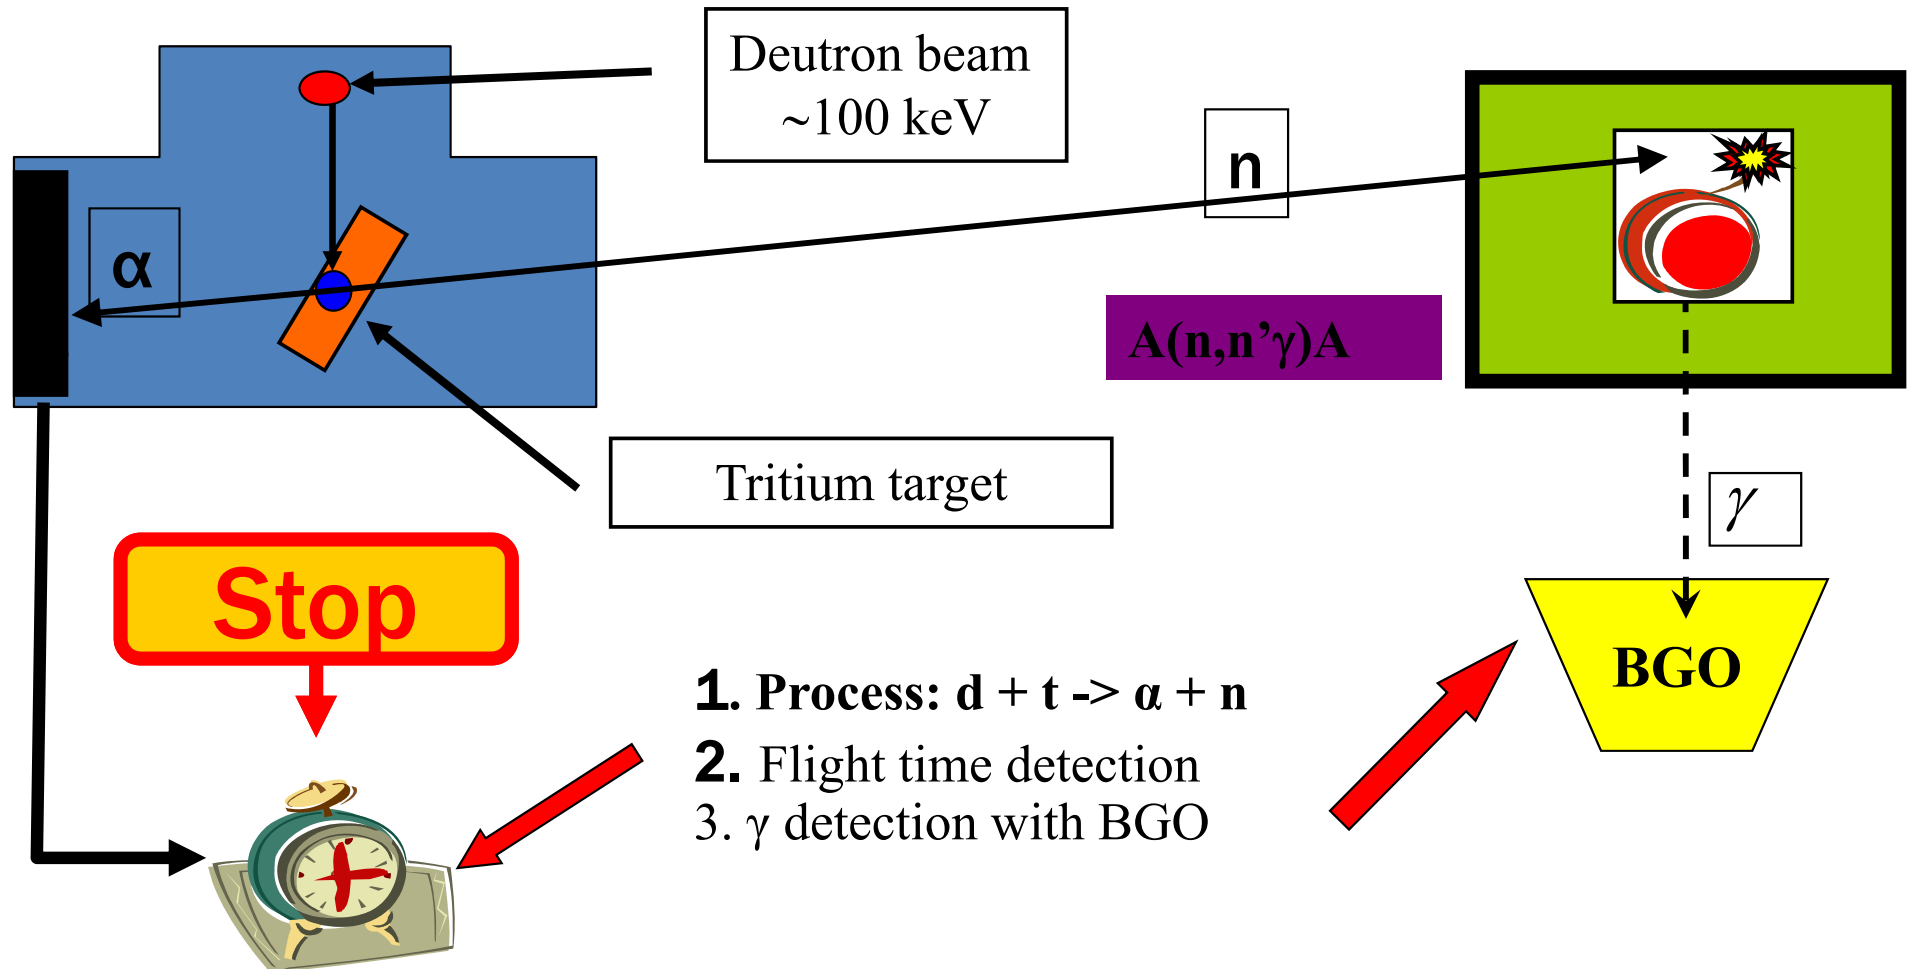 Deutron beam
~100 keV
n
α
A(n,n’γ)A
Tritium target
γ
Stop
BGO
1. Process: d + t -> α + n
2. Flight time detection
3. γ detection with BGO